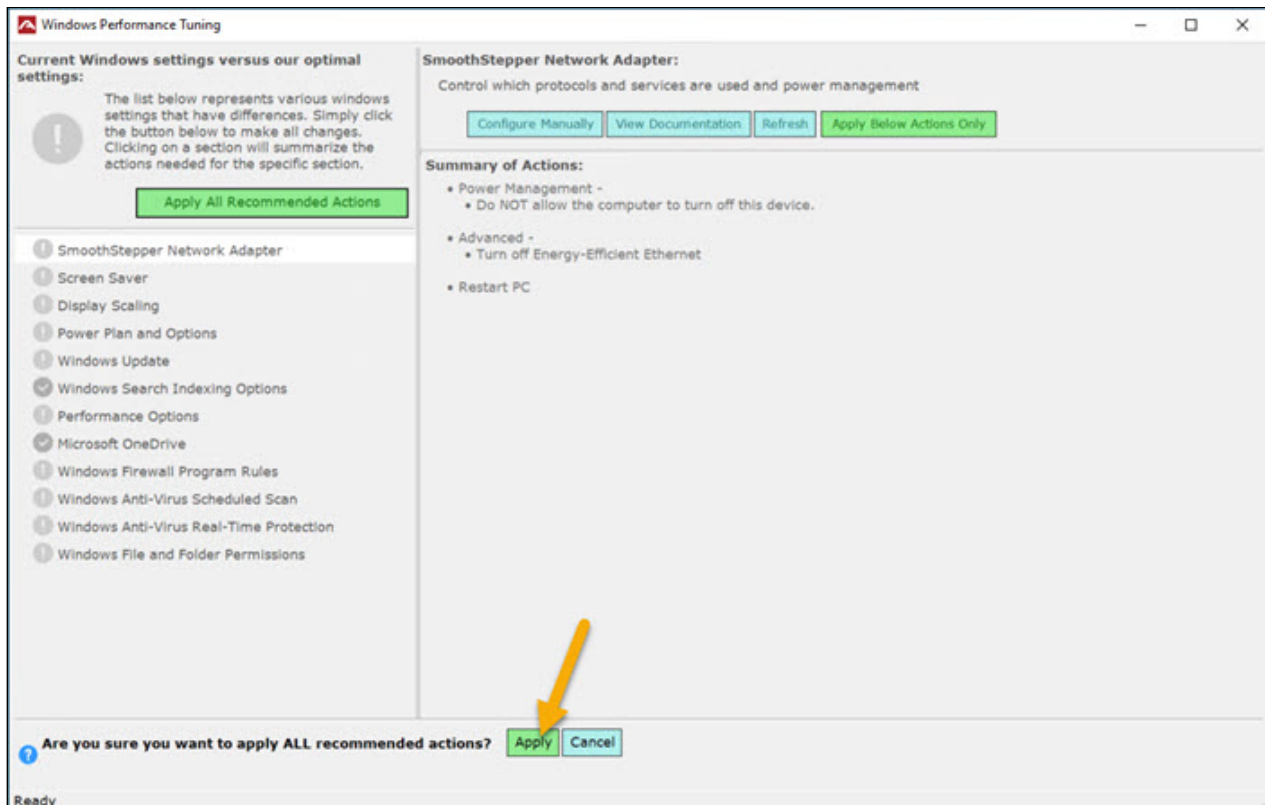 Windows Performance Tuning
Current Windows settings versus our optimal
settings:
The list below represents various windows
settings that have differences. Simply click
the button below to make all changes.
Clicking on a section will summarize the
actions needed for the specific section.
Apply All Recommended Actions
SmoothStepper Network Adapter
Screen Saver
Display Scaling
Power Plan and Options
Windows Update
Windows Search Indexing Options
Performance Options
Microsoft OneDrive
Windows Firewall Program Rules
Windows Anti-Virus Scheduled Scan
Windows Anti-Virus Real-Time Protection
Windows File and Folder Permissions
SmoothStepper Network Adapter:
Control which protocols and services are used and power management
Configure Manually View Documentation Refresh Apply Below Actions Only
Summary of Actions:
• Power Management -
• Do NOT allow the computer to turn off this device.
• Advanced -
• Turn off Energy-Efficient Ethernet
• Restart PC
Are you sure you want to apply ALL recommended actions? Apply Cancel
Ready